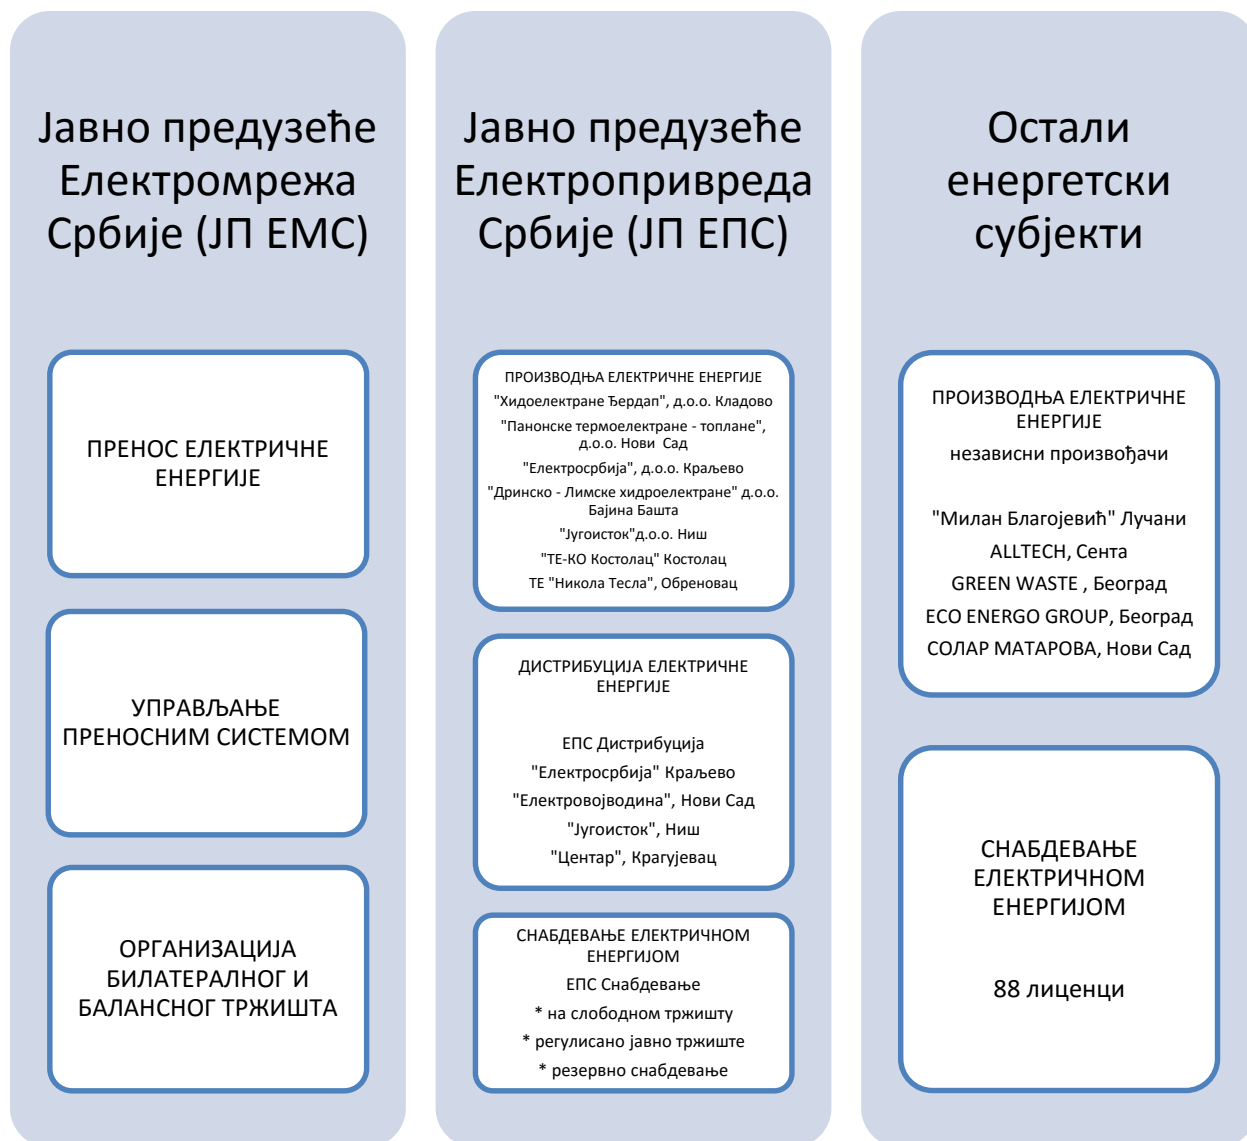 Јавно предузеће
Електромрежа
Србије (ЈП ЕМС)
ПРЕНОС ЕЛЕКТРИЧНЕ
ЕНЕРГИЈЕ
УПРАВЉАЊЕ
ПРЕНОСНИМ СИСТЕМОМ
ОРГАНИЗАЦИЈА
БИЛАТЕРАЛНОГ И
БАЛАНСНОГ ТРЖИШТА
Јавно предузеће
Електропривреда
Србије (ЈП ЕПС)
ПРОИЗВОДЊА ЕЛЕКТРИЧНЕ ЕНЕРГИЈЕ
"Хидоелектране Ђердап", д.о.о. Кладово
"Панонске термоелектране - топлане",
д.о.о. Нови Сад
"Електросрбија", д.о.о. Краљево
"Дринско - Лимске хидроелектране" д.о.о.
Бајина Башта
"Југоисток"д.о.о. Ниш
"ТЕ-КО Костолац" Костолац
ТЕ "Никола Тесла", Обреновац
ДИСТРИБУЦИЈА ЕЛЕКТРИЧНЕ
ЕНЕРГИЈЕ
ЕПС Дистрибуција
"Електросрбија" Краљево
"Електровојводина", Нови Сад
"Југоисток", Ниш
"Центар", Крагујевац
СНАБДЕВАЊЕ ЕЛЕКТРИЧНОМ
ЕНЕРГИЈОМ
ЕПС Снабдевање
* на слободном тржишту
* регулисано јавно тржиште
* резервно снабдевање
Остали
енергетски
субјекти
ПРОИЗВОДЊА ЕЛЕКТРИЧНЕ
ЕНЕРГИЈЕ
независни произвођачи
"Милан Благојевић" Лучани
ALLTECH, Сента
GREEN WASTE , Београд
ECO ENERGO GROUP, Београд
СОЛАР МАТАРОВА, Нови Сад
СНАБДЕВАЊЕ
ЕЛЕКТРИЧНОМ
ЕНЕРГИЈОМ
88 лиценци